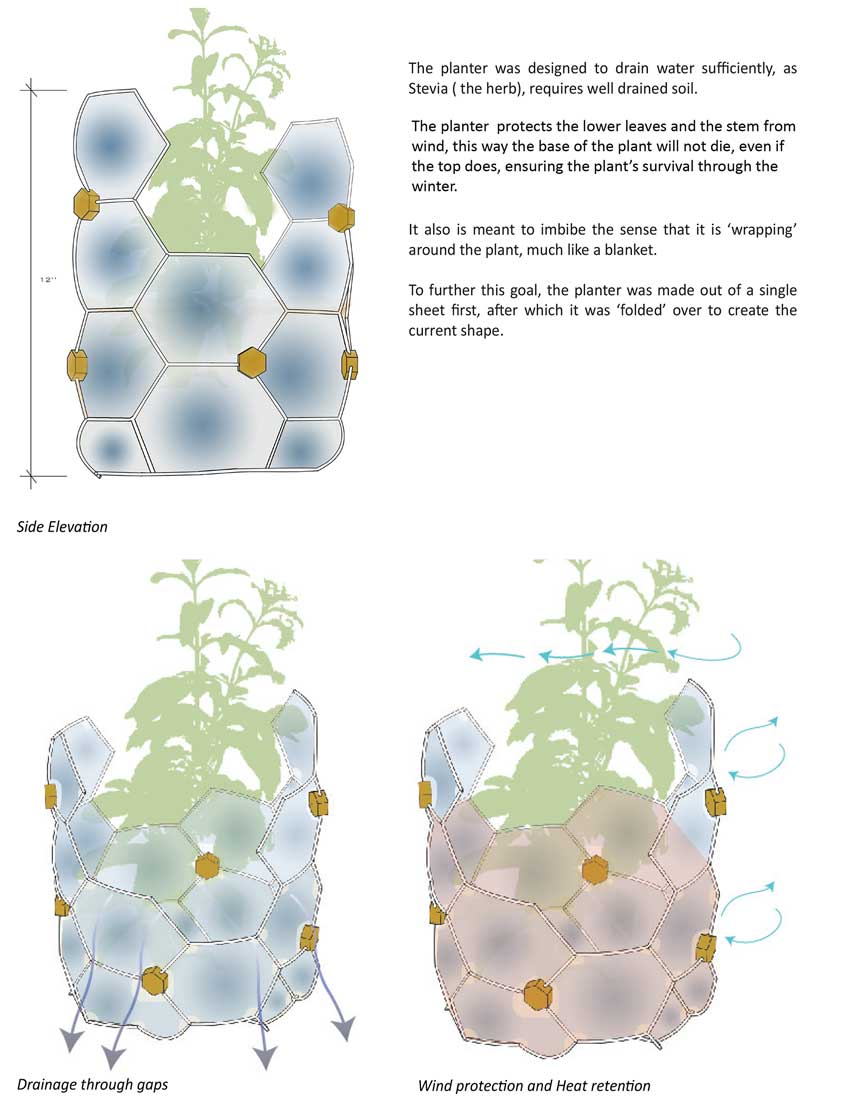 The planter was designed to drain water sufficiently, as
Stevia ( the herb), requires well drained soil.
The planter protects the lower leaves and the stem from
wind, this way the base of the plant will not die, even if
the top does, ensuring the plant’s survival through the
winter.
It also is meant to imbibe the sense that it is ‘wrapping’
around the plant, much like a blanket.
To further this goal, the planter was made out of a single
sheet first, after which it was ‘folded’ over to create the
current shape.
12''
Side Elevation
Drainage through gaps
Wind protection and Heat retention